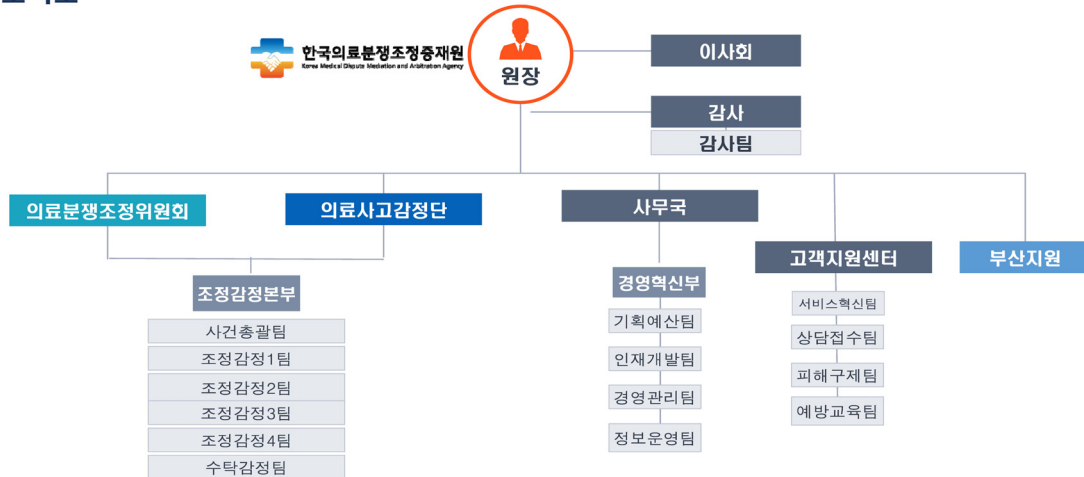 한국의료분쟁조정중재원
Korea Medical Dispute Mediation and Arbitration Agency
원장
이사회
감사
감사팀
의료분쟁조정위원회
의료사고감정단
사무국
고객지원센터
부산지원
조정감정본부
사건총괄팀
조정감정1팀
조정감정2팀
조정감정3팀
조정감정4팀
수탁감정팀
경영혁신부
기획예산팀
인재개발팀
경영관리팀
정보운영팀
서비스혁신팀
상담접수팀
피해구제팀
예방교육팀